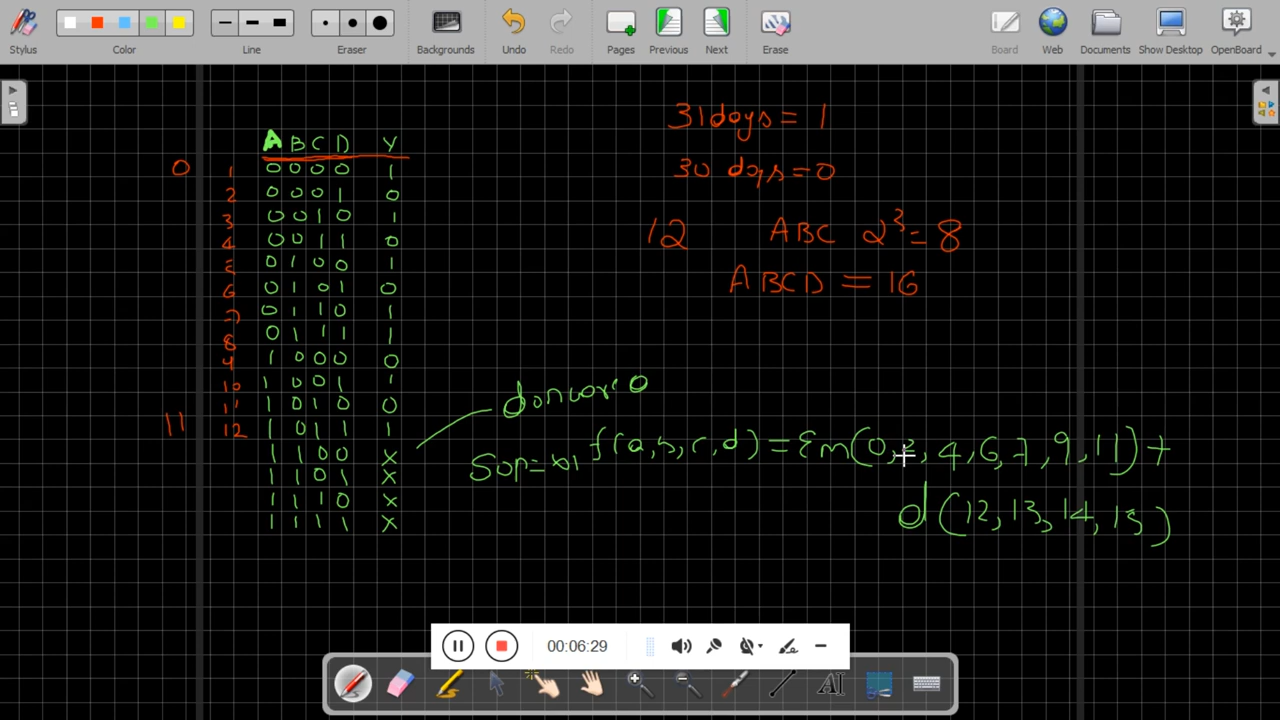 Stylus Color Line Eraser Backgrounds Undo Redo Pages Previous Next Erase Board Web Documents Show Desktop OpenBoard
31 days = 1
30 days = 0
12 ABC 2³ = 8
ABCD = 16
A B C D Y
0 1 0 0 0 0 1
2 0 0 0 1 0
3 0 0 1 0 1
4 0 0 1 1 0
5 0 1 0 0 1
6 0 1 0 1 0
7 0 1 1 0 1
8 0 1 1 1 1
9 1 0 0 0 0
10 1 0 0 1 1
11 1 0 1 0 0
11 12 1 0 1 1 1
1 1 0 0 X
1 1 0 1 X
1 1 1 0 X
1 1 1 1 X
f(a,b,c,d) = Σm(0,2,4,6,7,9,11) +
d(12,13,14,15)
SOP =
00:06:29